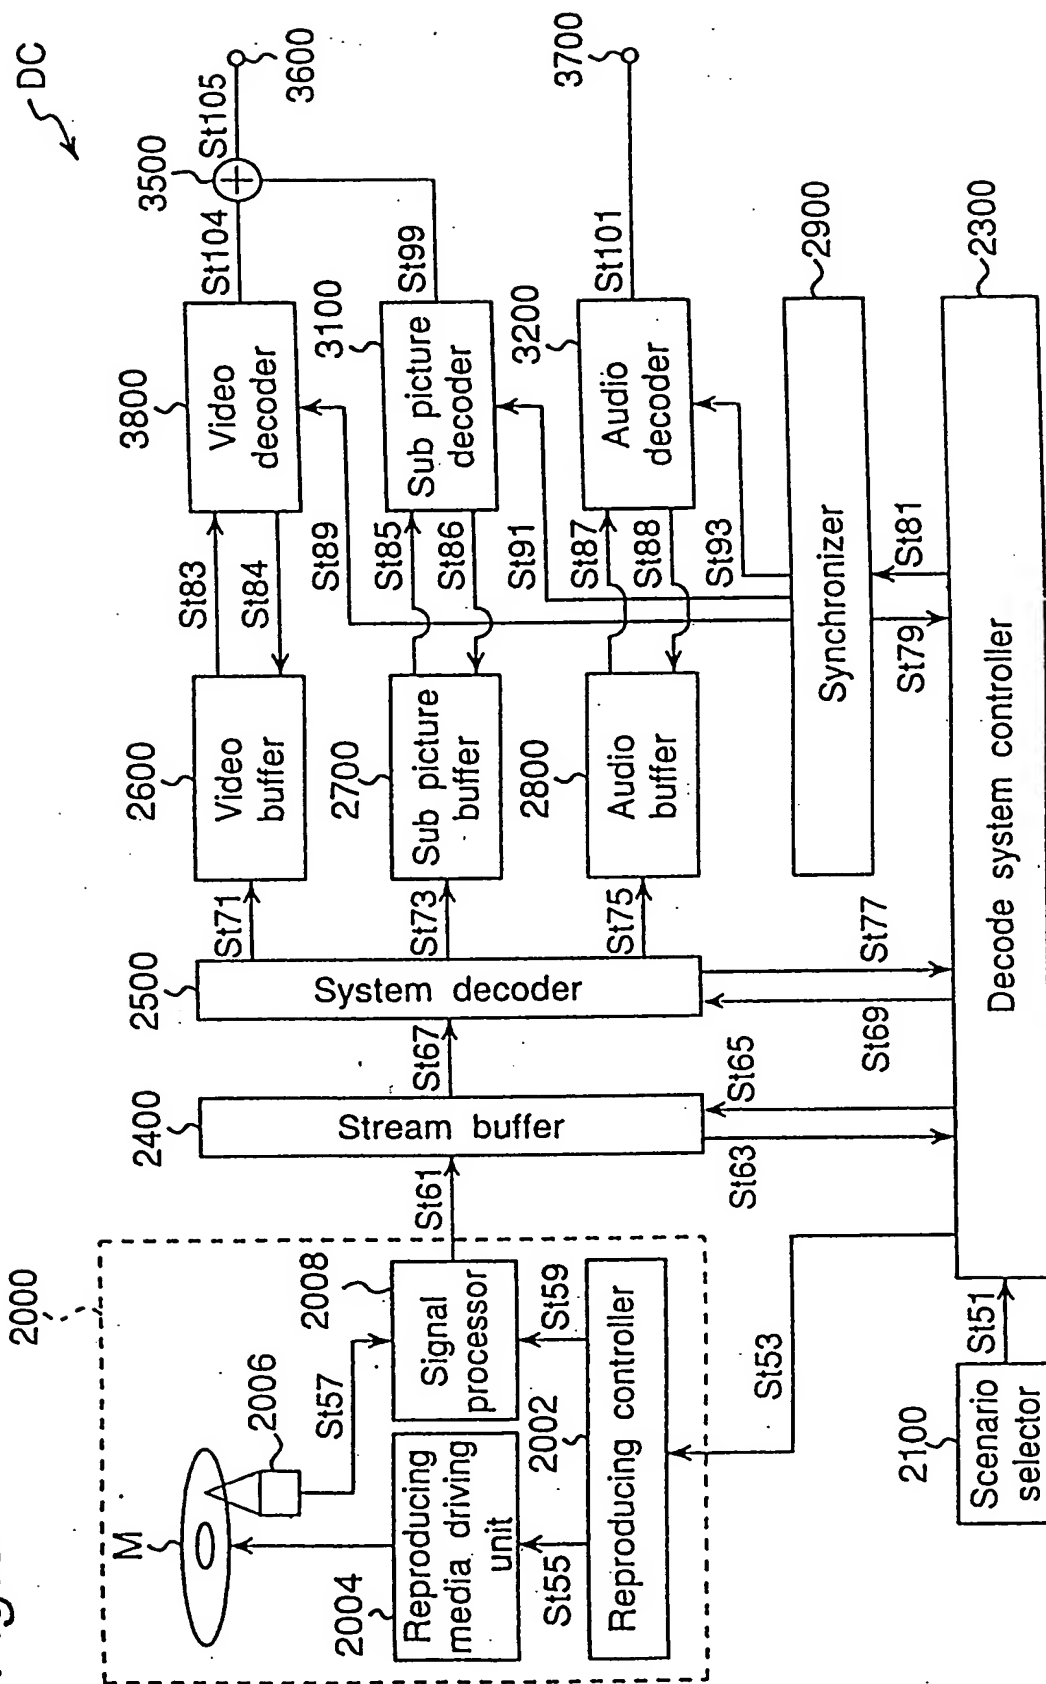 DC
2000
M
2006
St57
2008
Signal
processor
2004
Reproducing
media driving
unit
St55
2002
St59
Reproducing controller
St53
2100
Scenario
selector
St51
St61
2400
Stream buffer
St63
St65
St67
2500
System decoder
St69
St77
St71
St73
St75
2600
Video
buffer
2700
Sub picture
buffer
2800
Audio
buffer
St83
St84
St89
St85
St86
St91
St87
St88
St93
3800
Video
decoder
3100
Sub picture
decoder
3200
Audio
decoder
St104
3500
St105
3600
St99
St101
3700
Synchronizer
2900
St79
St81
Decode system controller
2300